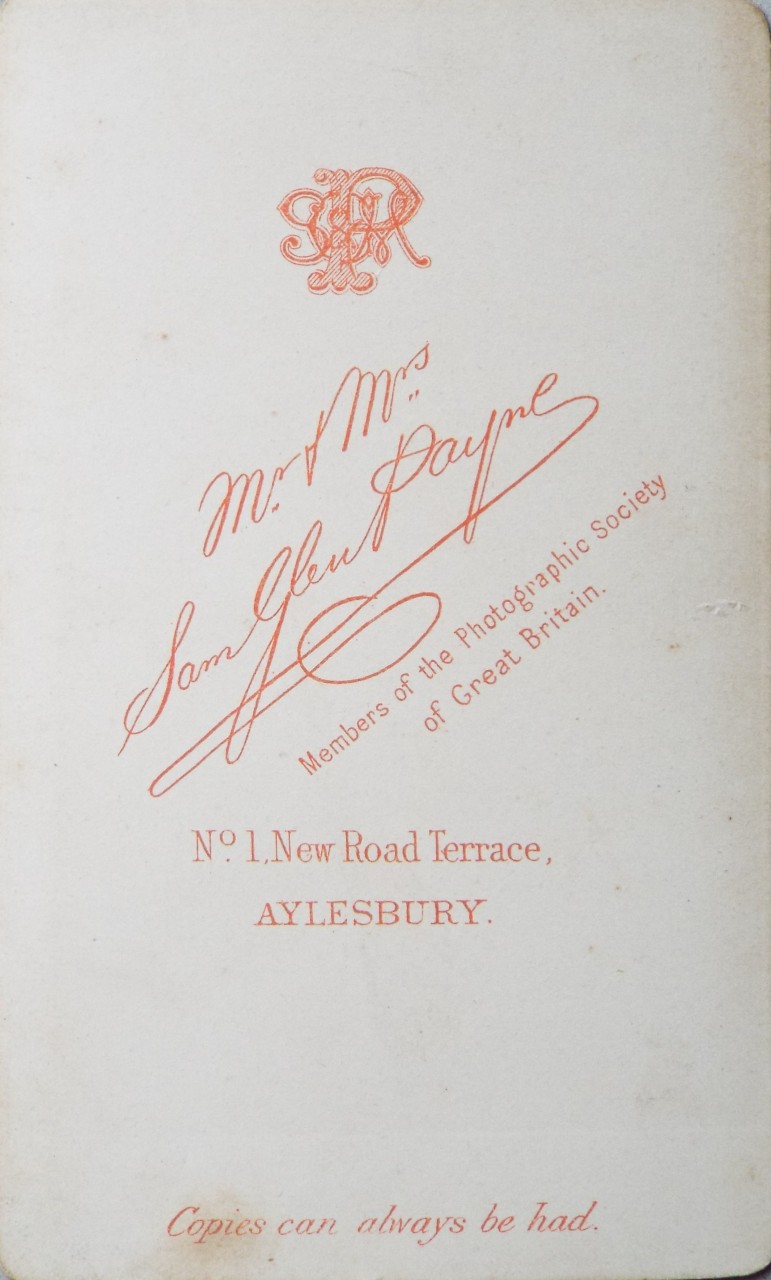 Mr. & Mrs.
Sam Glen Payne
Members of the Photographic Society
of Great Britain.
No. 1, New Road Terrace,
AYLESBURY.
Copies can always be had.